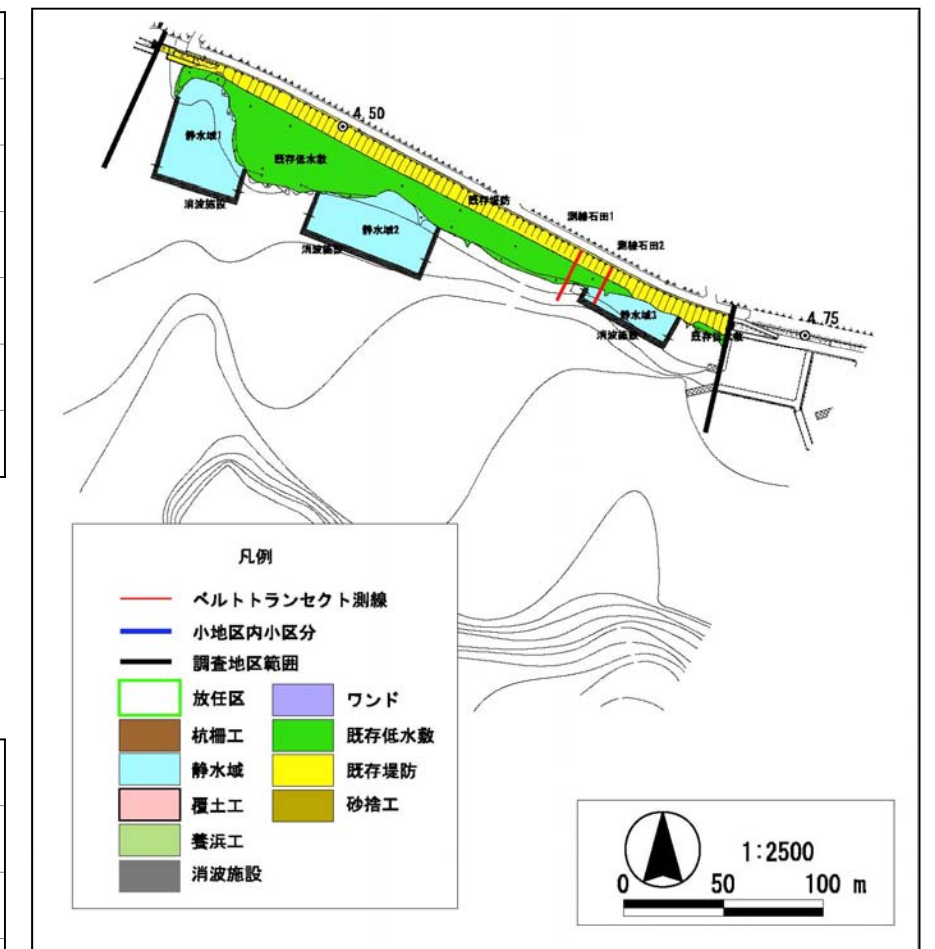 4.50
静水域1
既存低水敷
消波施設
既存堤防
静水域2
消波施設
測線石田1
測線石田2
静水域3
消波施設
4.75
既存低水敷
凡例
ベルトトランセクト測線
小地区内小区分
調査地区範囲
放任区
ワンド
杭柵工
既存低水敷
静水域
既存堤防
覆土工
砂捨工
養浜工
消波施設
1:2500
0 50 100 m